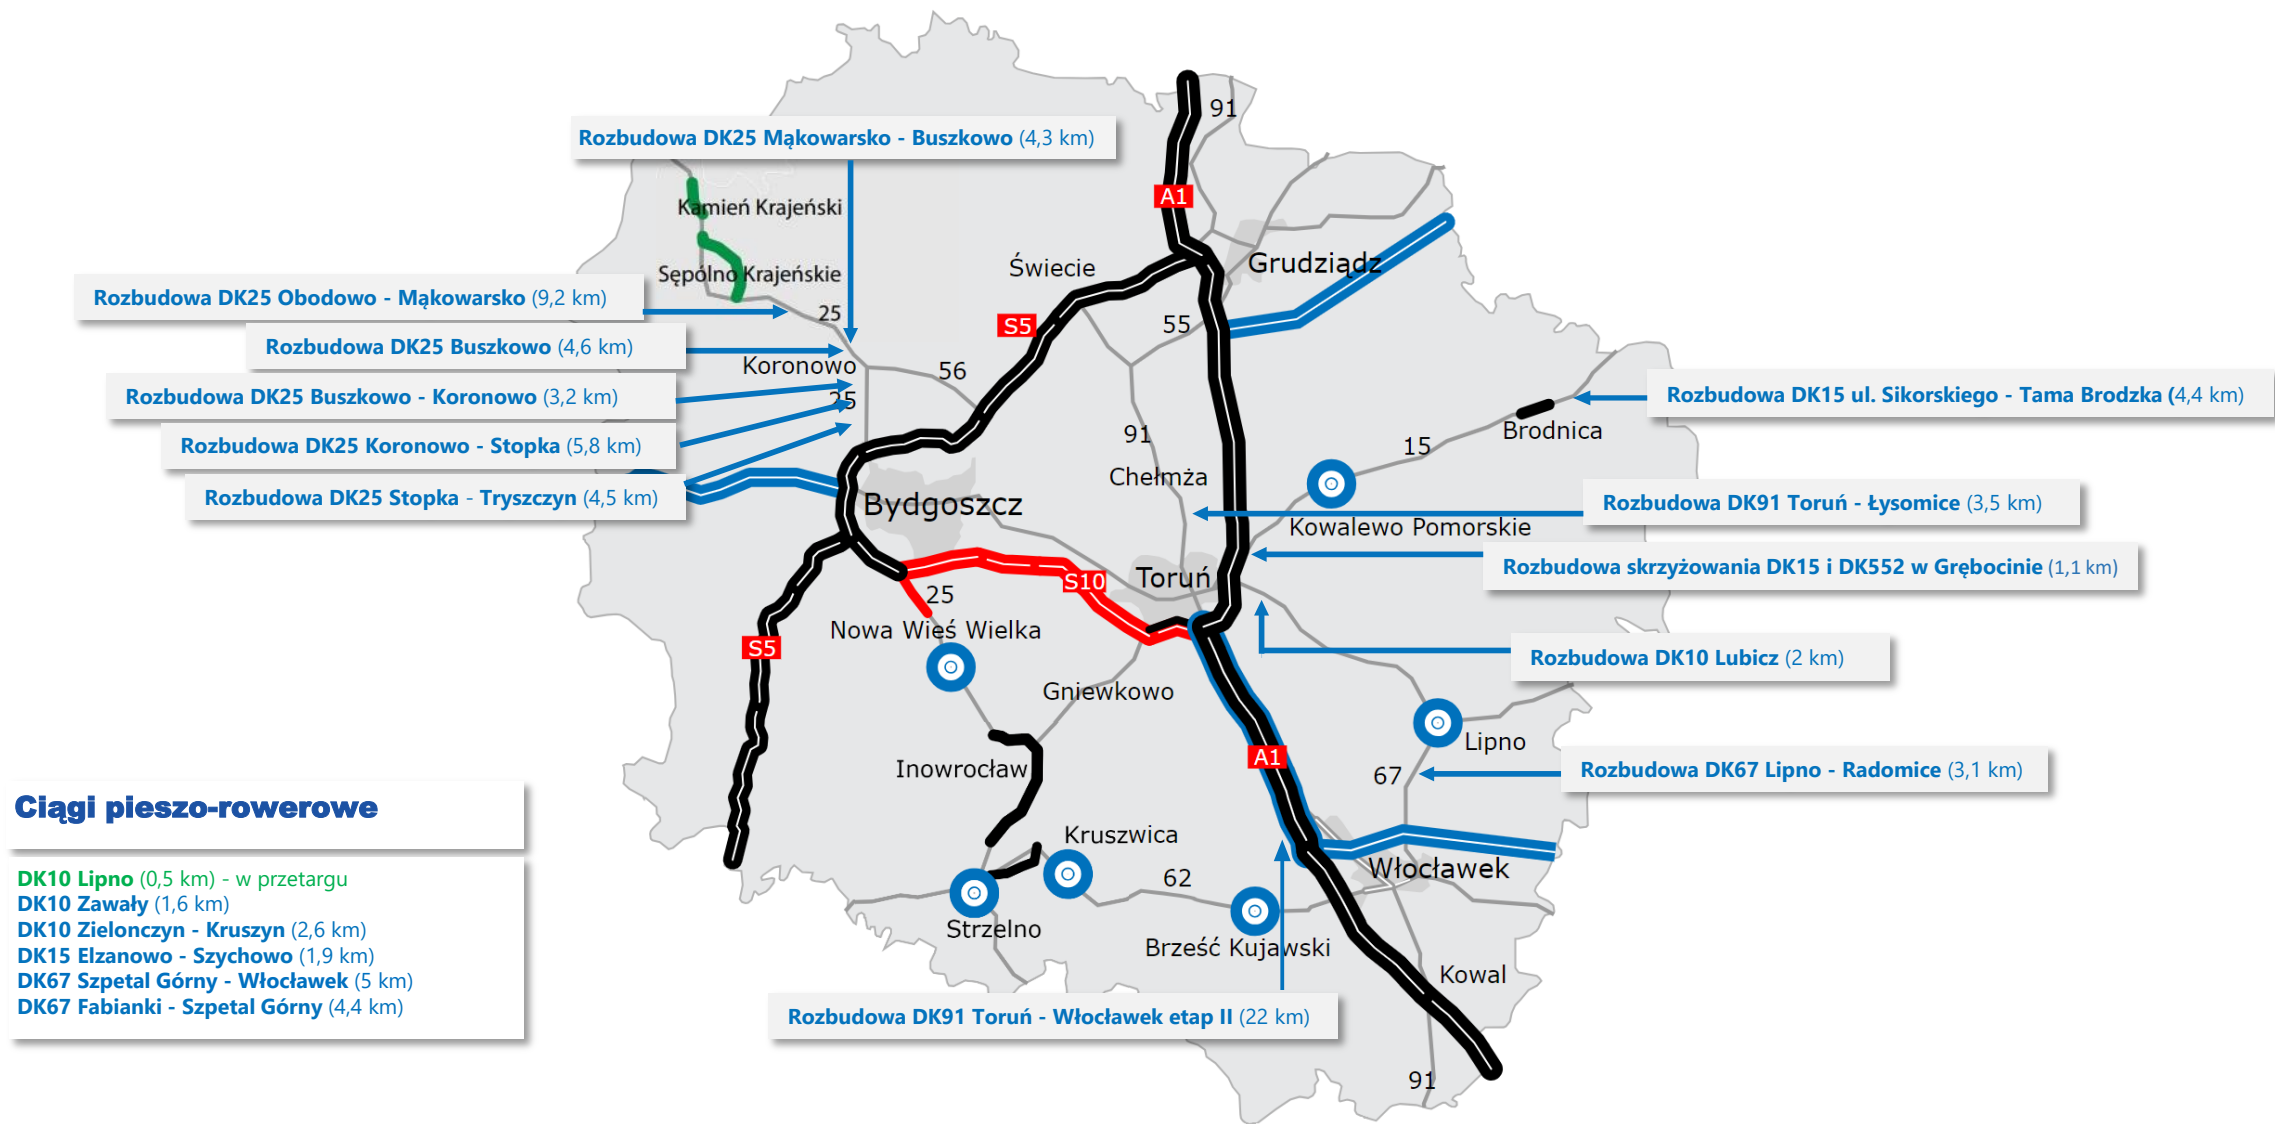 91
Rozbudowa DK25 Mąkowarsko - Buszkowo (4,3 km)
A1
Kamień Krajeński
Świecie
Grudziądz
Sępólno Krajeńskie
Rozbudowa DK25 Obodowo - Mąkowarsko (9,2 km)
25
S5
55
Rozbudowa DK25 Buszkowo (4,6 km)
Koronowo
56
Rozbudowa DK25 Buszkowo - Koronowo (3,2 km)
25
Rozbudowa DK15 ul. Sikorskiego - Tama Brodzka (4,4 km)
Brodnica
91
15
Rozbudowa DK25 Koronowo - Stopka (5,8 km)
Chełmża
Rozbudowa DK25 Stopka - Tryszczyn (4,5 km)
Bydgoszcz
Rozbudowa DK91 Toruń - Łysomice (3,5 km)
Kowalewo Pomorskie
Rozbudowa skrzyżowania DK15 i DK552 w Grębocinie (1,1 km)
S10
Toruń
25
Nowa Wieś Wielka
S5
Rozbudowa DK10 Lubicz (2 km)
Gniewkowo
Lipno
A1
Inowrocław
67
Rozbudowa DK67 Lipno - Radomice (3,1 km)
Ciągi pieszo-rowerowe
Kruszwica
Włocławek
62
DK10 Lipno (0,5 km) - w przetargu
DK10 Zawały (1,6 km)
DK10 Zielonczyn - Kruszyn (2,6 km)
DK15 Elzanowo - Szychowo (1,9 km)
DK67 Szpetal Górny - Włocławek (5 km)
DK67 Fabianki - Szpetal Górny (4,4 km)
Strzelno
Brześć Kujawski
Kowal
Rozbudowa DK91 Toruń - Włocławek etap II (22 km)
91